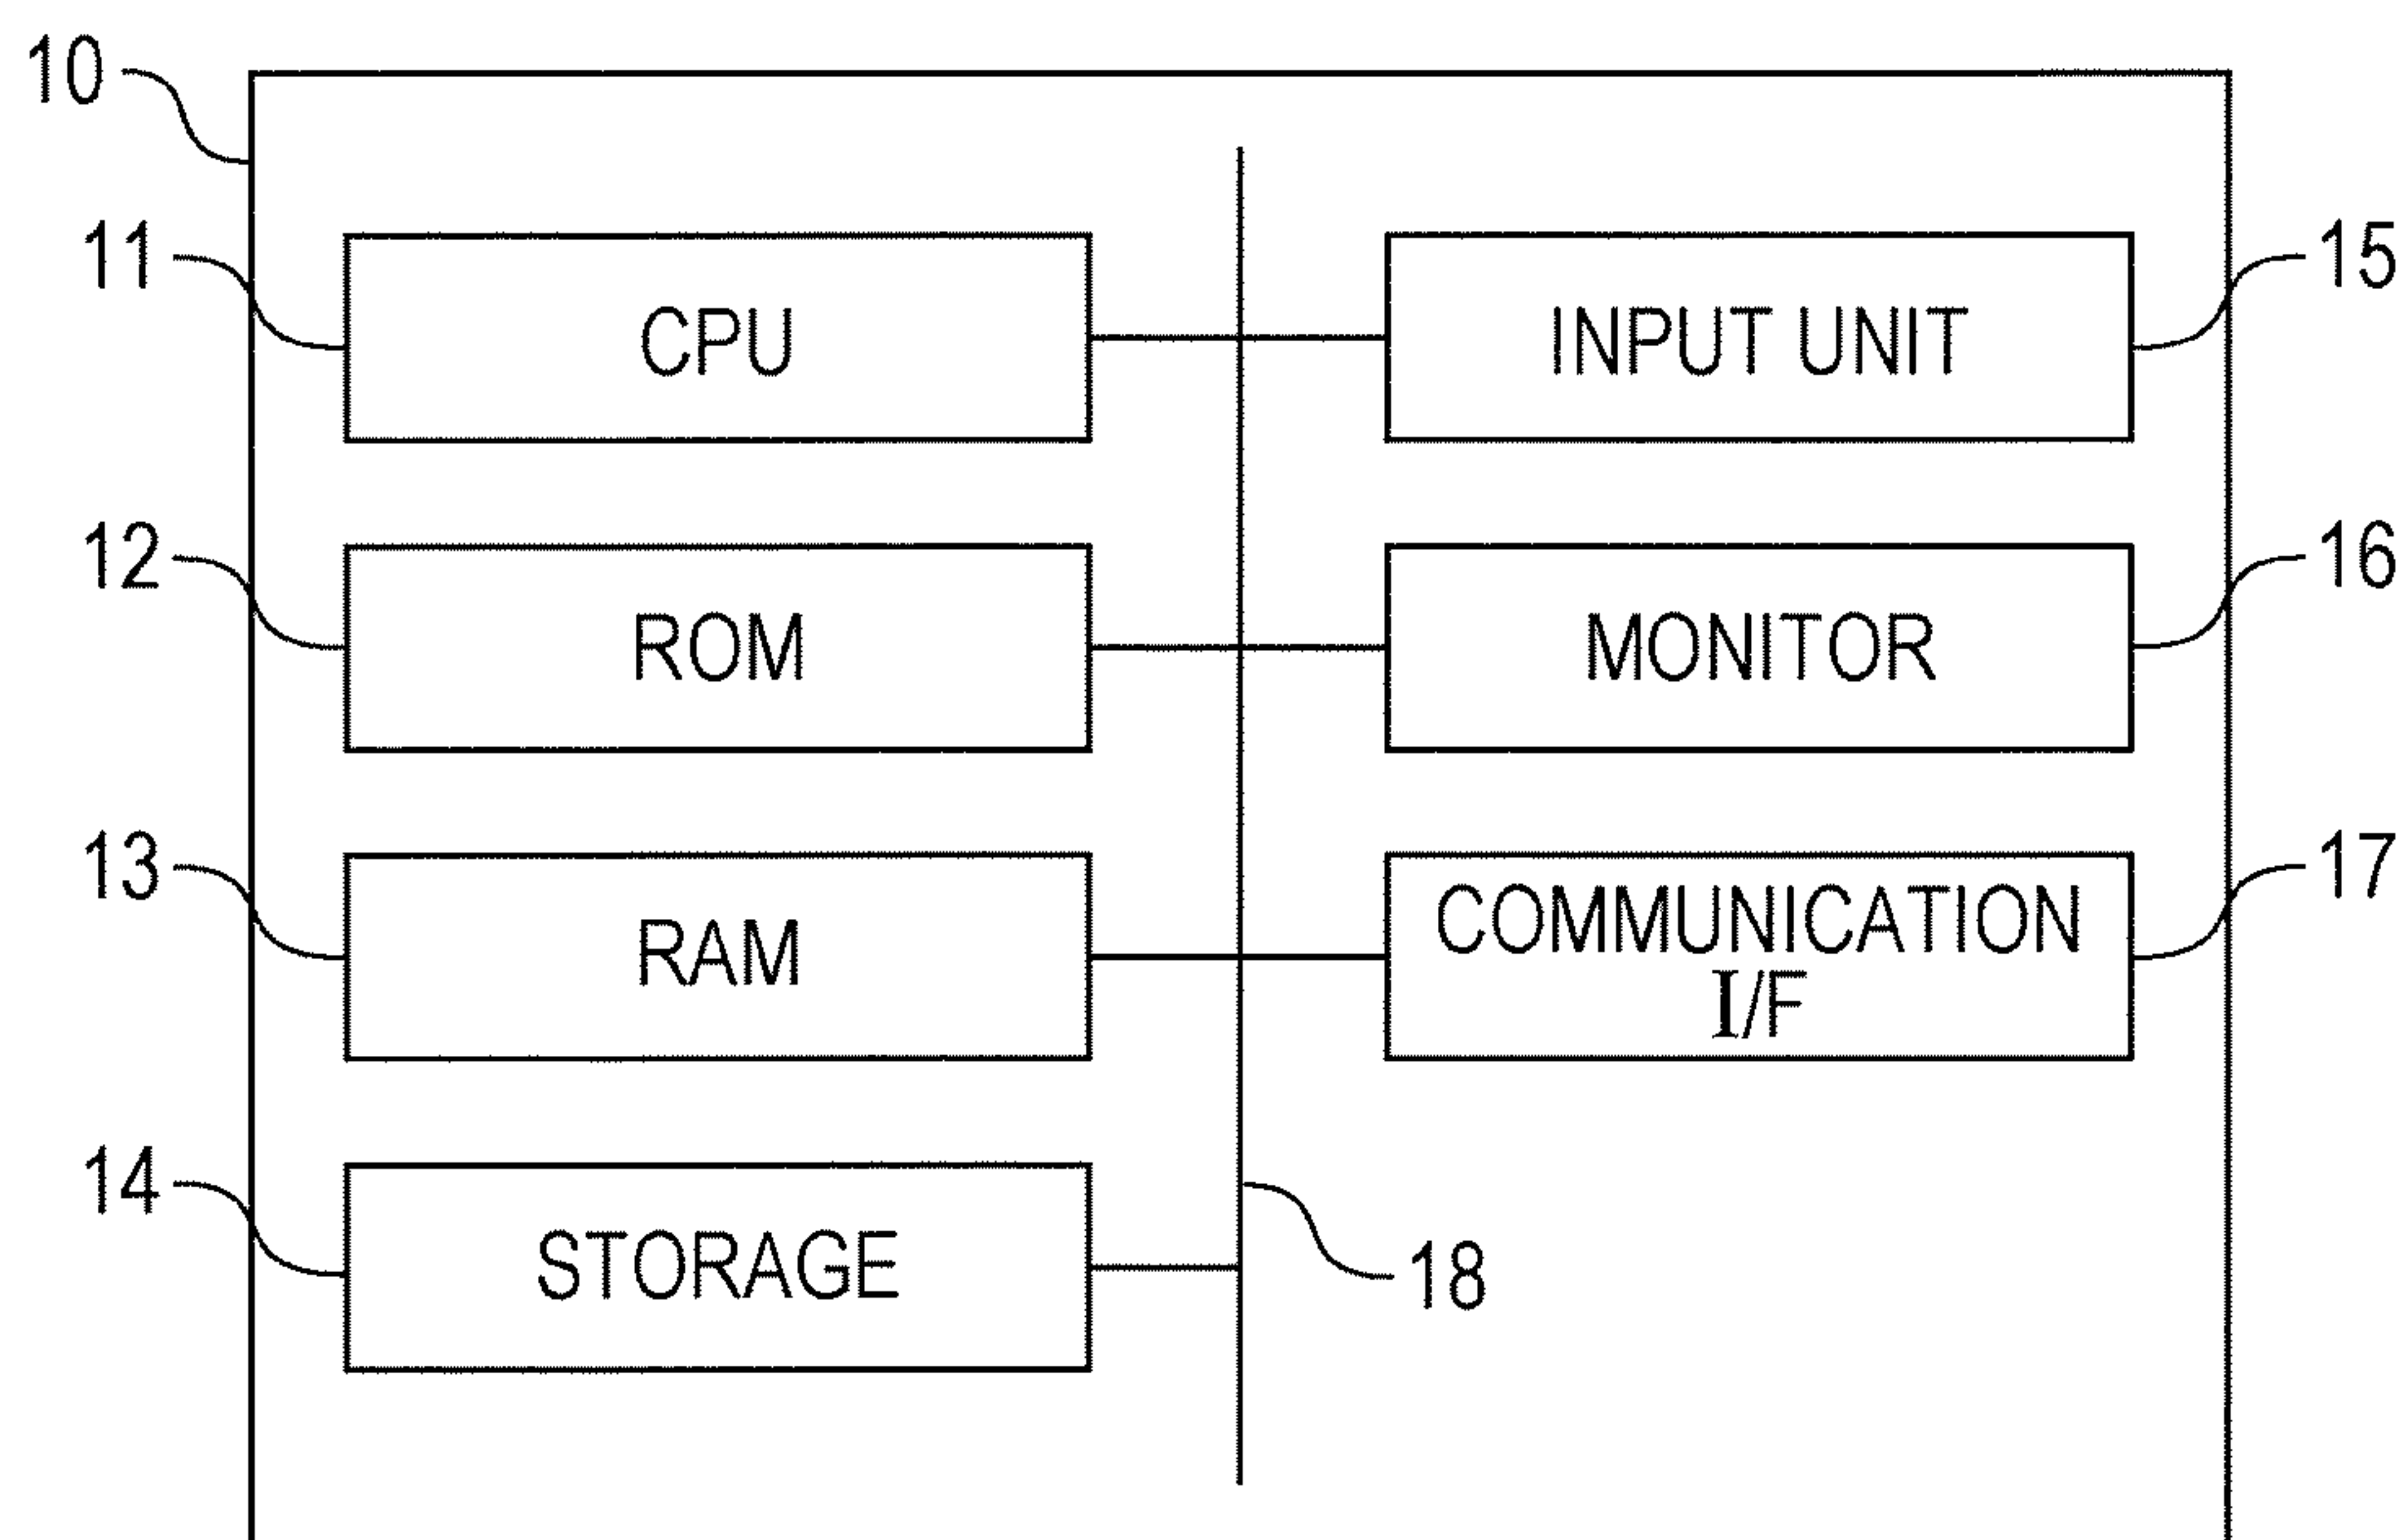 10
11
CPU
INPUT UNIT
15
12
ROM
MONITOR
16
13
RAM
COMMUNICATION
I/F
17
14
STORAGE
18